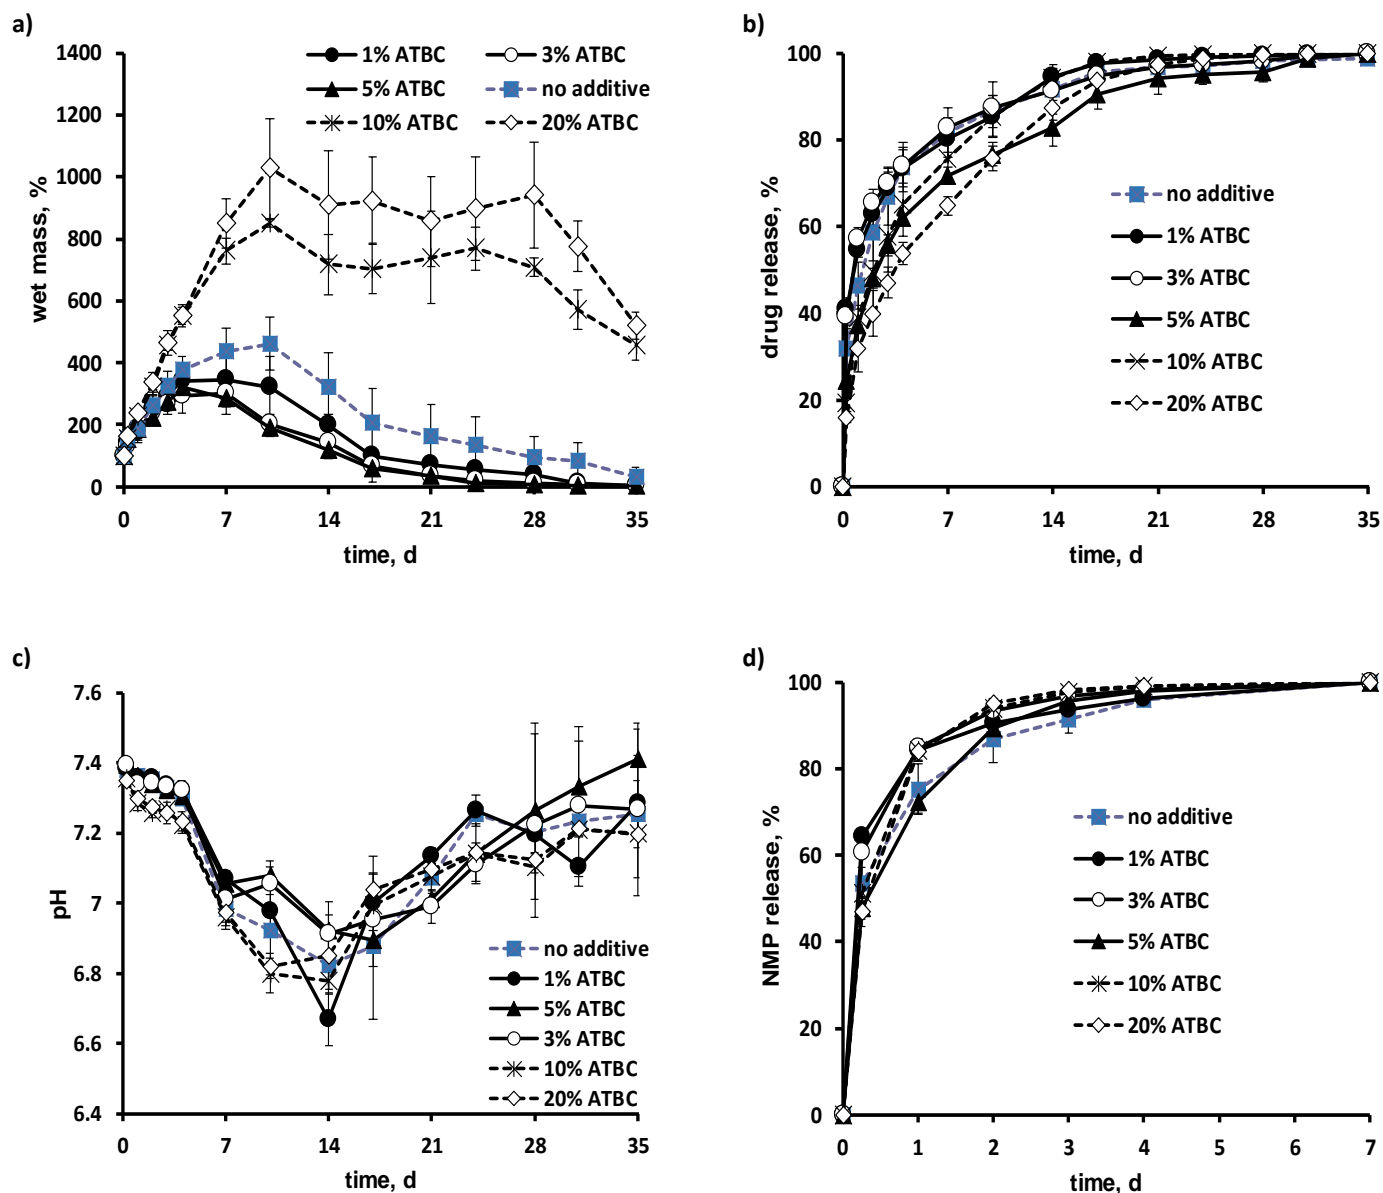 a)
1400
1200
1000
800
600
400
200
0
wet mass, %
1% ATBC
3% ATBC
5% ATBC
no additive
10% ATBC
20% ATBC
0 7 14 21 28 35
time, d
b)
100
80
60
40
20
0
drug release, %
no additive
1% ATBC
3% ATBC
5% ATBC
10% ATBC
20% ATBC
0 7 14 21 28 35
time, d
c)
7.6
7.4
7.2
7
6.8
6.6
6.4
pH
no additive
1% ATBC
5% ATBC
3% ATBC
10% ATBC
20% ATBC
0 7 14 21 28 35
time, d
d)
100
80
60
40
20
0
NMP release, %
no additive
1% ATBC
3% ATBC
5% ATBC
10% ATBC
20% ATBC
0 1 2 3 4 5 6 7
time, d